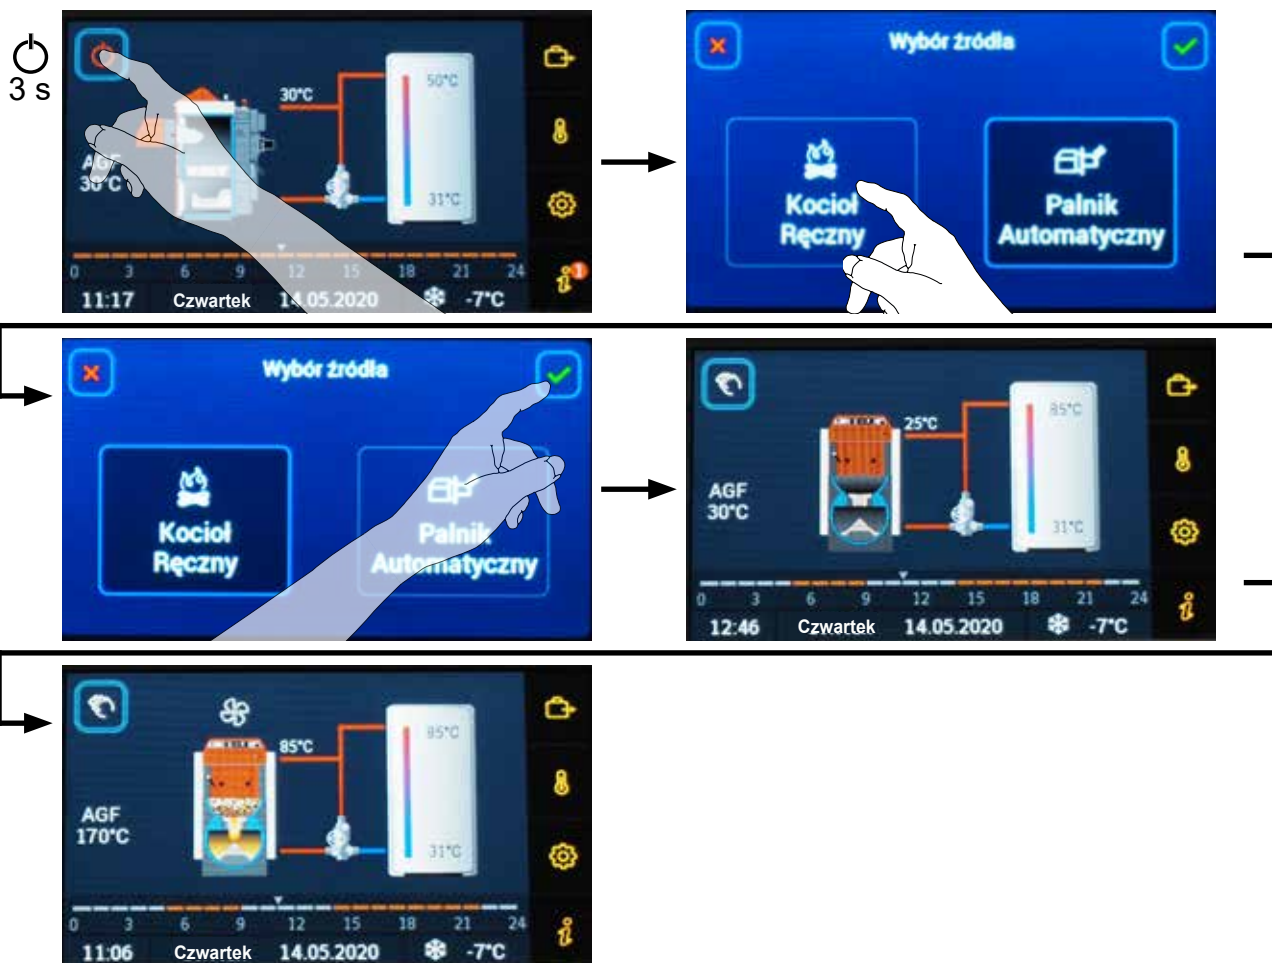 3 s
30°C
50°C
AGF
30°C
31°C
0 3 6 9 12 15 18 21 24
1
11:17 Czwartek 14.05.2020 -7°C
Wybór źródła
Kocioł
Ręczny
Palnik
Automatyczny
Wybór źródła
Kocioł
Ręczny
Palnik
Automatyczny
25°C
85°C
AGF
30°C
31°C
0 3 6 9 12 15 18 21 24
12:46 Czwartek 14.05.2020 -7°C
85°C
85°C
AGF
170°C
31°C
0 3 6 9 12 15 18 21 24
11:06 Czwartek 14.05.2020 -7°C